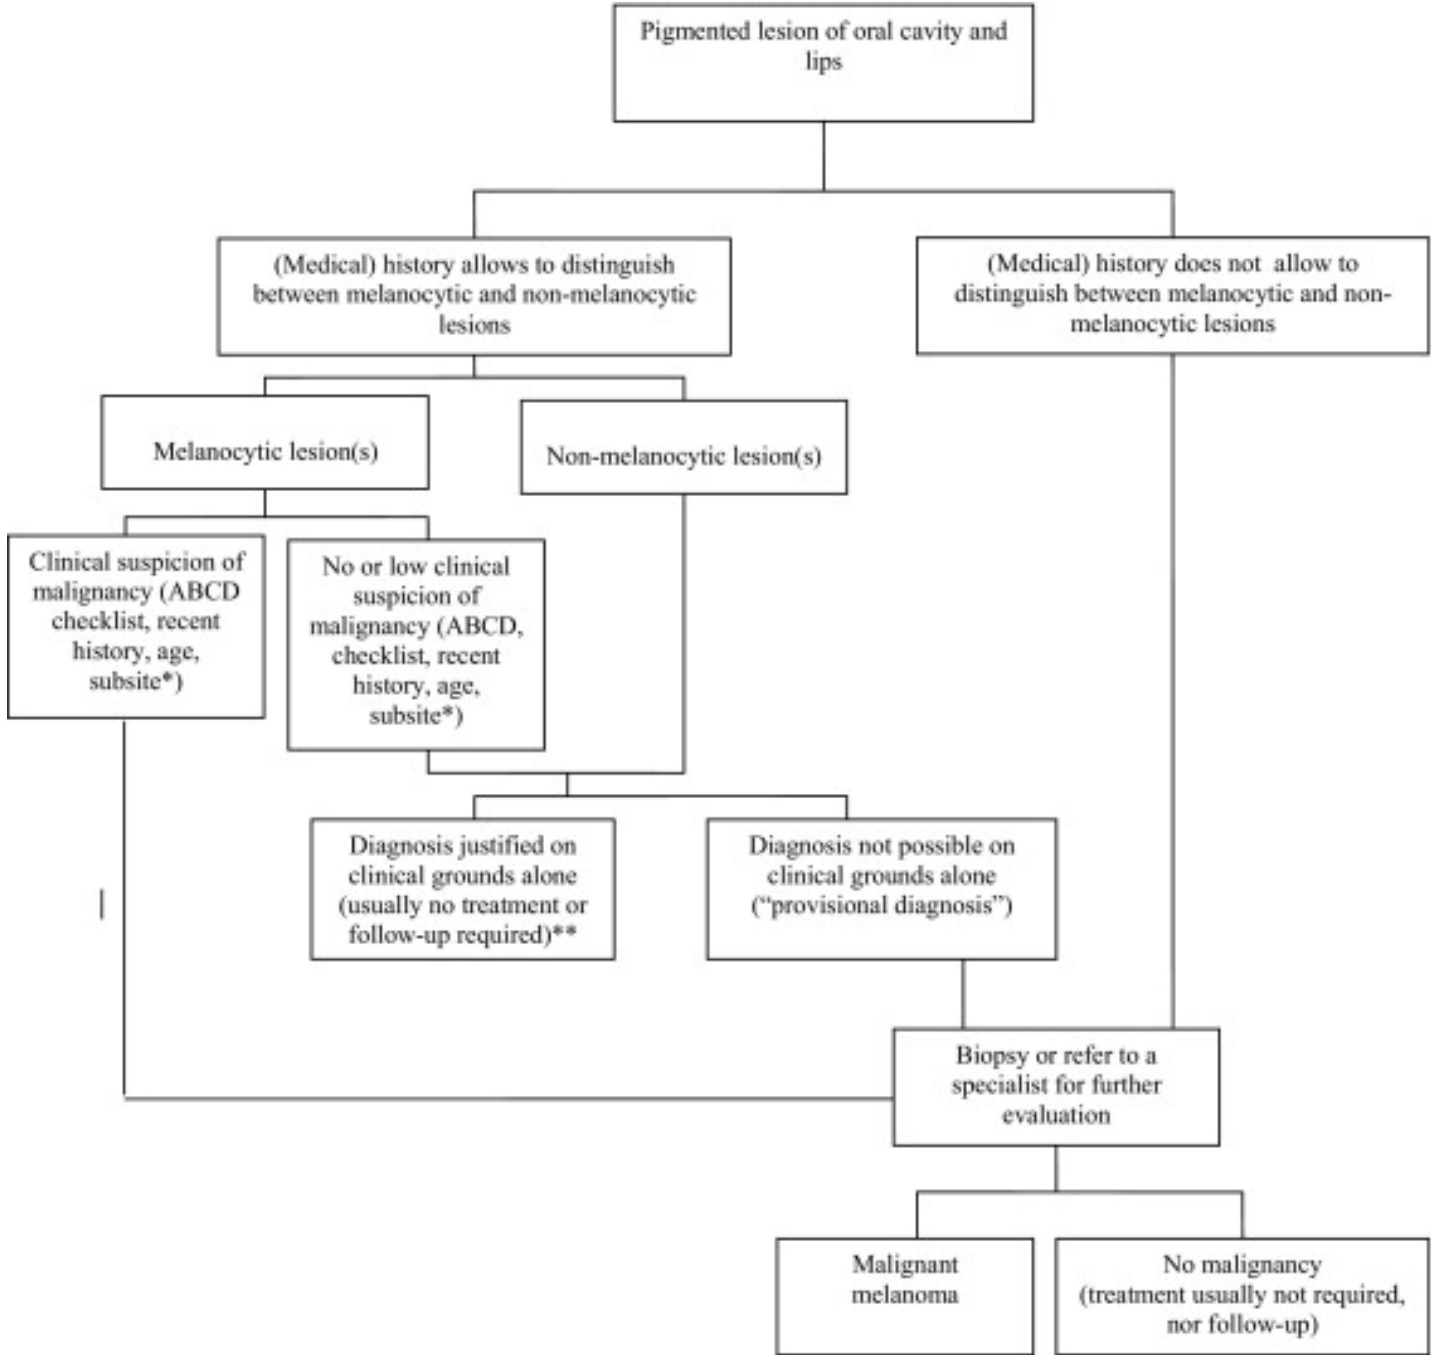 Pigmented lesion of oral cavity and
lips
(Medical) history allows to distinguish
between melanocytic and non-melanocytic
lesions
(Medical) history does not allow to
distinguish between melanocytic and non-
melanocytic lesions
Melanocytic lesion(s)
Non-melanocytic lesion(s)
Clinical suspicion of
malignancy (ABCD
checklist, recent
history, age,
subsite*)
No or low clinical
suspicion of
malignancy (ABCD,
checklist, recent
history, age,
subsite*)
Diagnosis justified on
clinical grounds alone
(usually no treatment or
follow-up required)**
Diagnosis not possible on
clinical grounds alone
(“provisional diagnosis”)
Biopsy or refer to a
specialist for further
evaluation
Malignant
melanoma
No malignancy
(treatment usually not required,
nor follow-up)